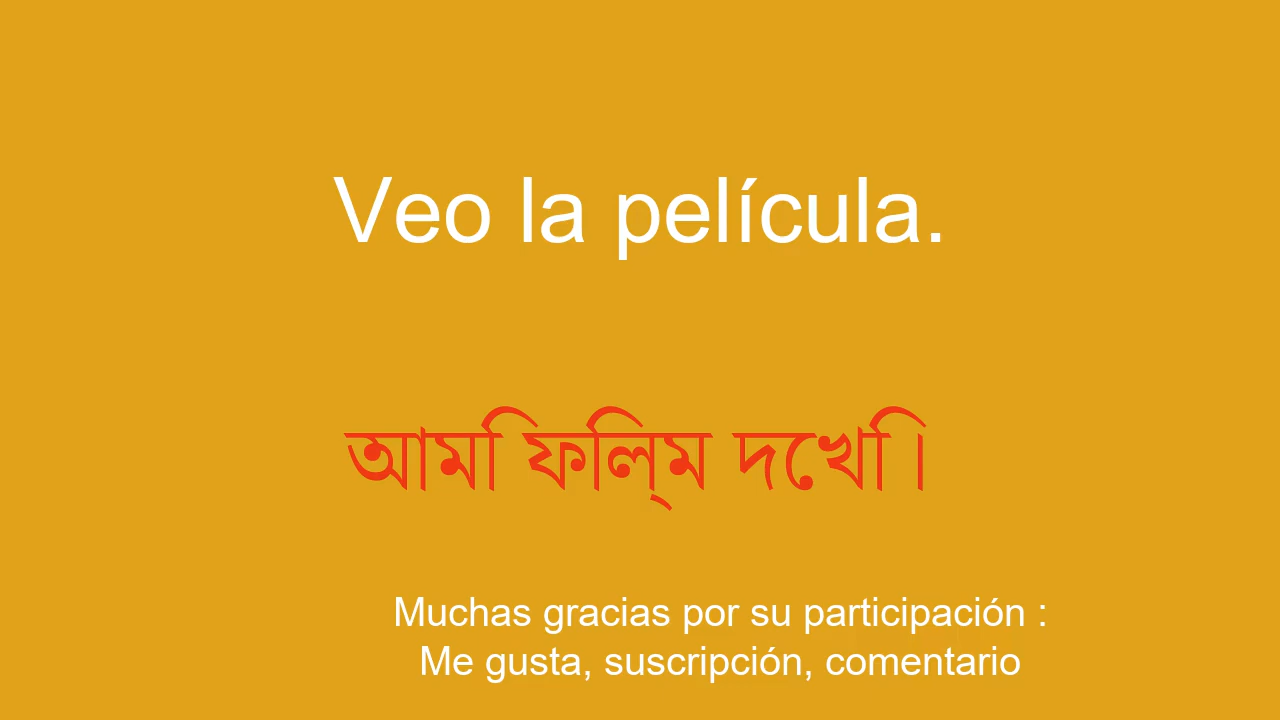 Veo la película.
আমি ফিল্ম দেখি।
Muchas gracias por su participación :
Me gusta, suscripción, comentario